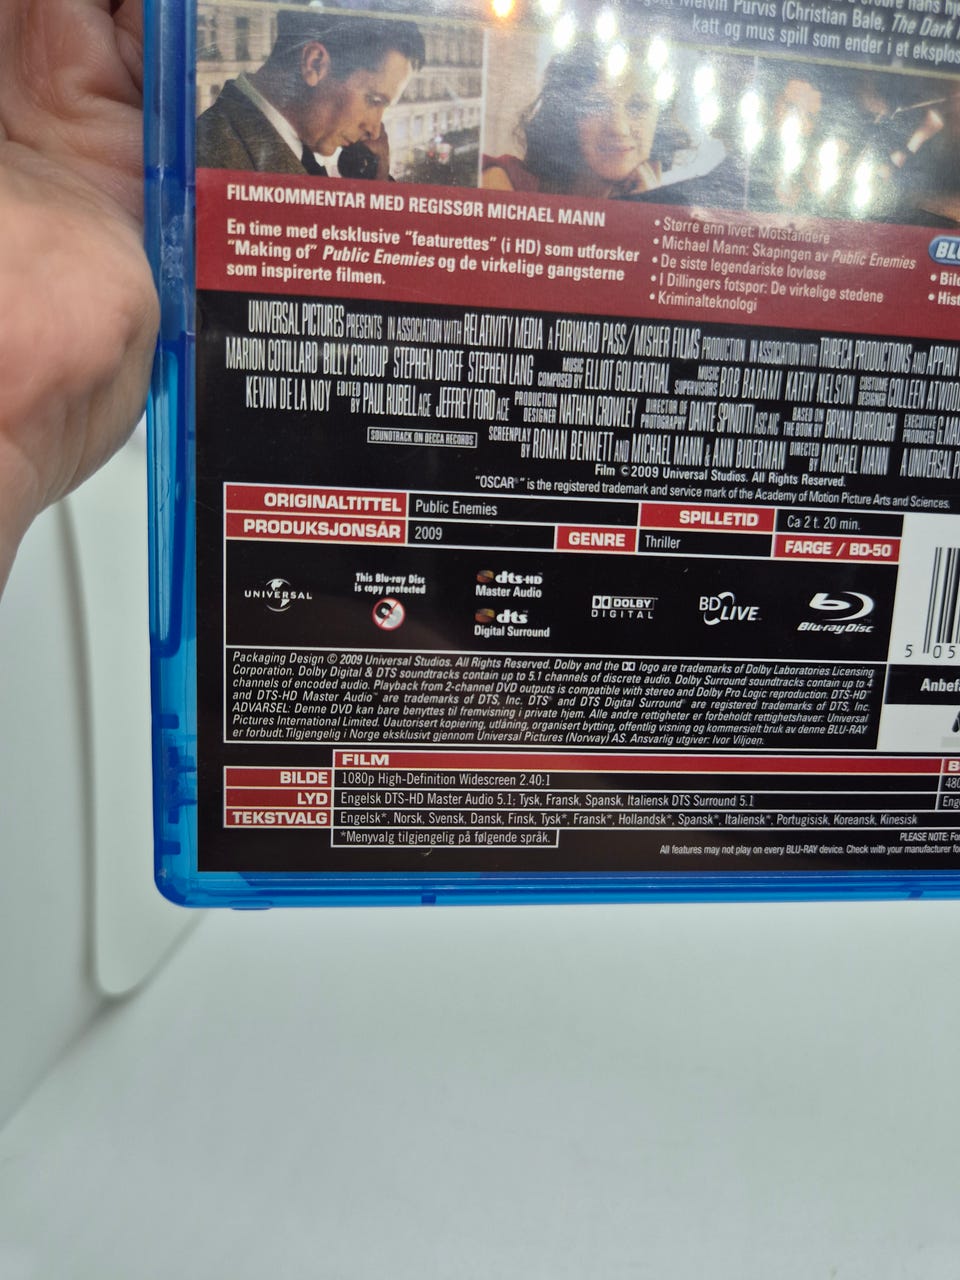 Melvin Purvis (Christian Bale, The Dark
katt og mus spill som ender i et
FILMKOMMENTAR MED REGISSØR MICHAEL MANN
En time med eksklusive "featurettes" (i HD) som utforsker
"Making of" Public Enemies og de virkelige gangsterne
som inspirerte filmen.
• Større enn livet: Motstandere
• Michael Mann: Skapingen av Public Enemies
• De siste legendariske lovløse
• I Dillingers fotspor: De virkelige stedene
• Kriminalteknologi
UNIVERSAL PICTURES PRESENTS IN ASSOCIATION WITH RELATIVITY MEDIA A FORWARD PASS/MISHER FILMS PRODUCTION IN ASSOCIATION WITH TRIBECA PRODUCTIONS AND APPIAN
MARION COTILLARD BILLY CRUDUP STEPHEN DORFF STEPHEN LANG MUSIC COMPOSED BY ELLIOT GOLDENTHAL MUSIC SUPERVISORS BOB BADAMI KATHY NELSON COSTUME DESIGNER COLLEEN ATWOOD
KEVIN DE LA NOY EDITED BY PAUL RUBELL ACE JEFFREY FORD ACE PRODUCTION DESIGNER NATHAN CROWLEY DIRECTOR OF PHOTOGRAPHY DANTE SPINOTTI ASC, AIC BASED ON THE BOOK BY BRYAN BURROUGH EXECUTIVE PRODUCER G. MAC
SOUNDTRACK ON DECCA RECORDS SCREENPLAY BY RONAN BENNETT AND MICHAEL MANN & ANN BIDERMAN DIRECTED BY MICHAEL MANN A UNIVERSAL
Film © 2009 Universal Studios. All Rights Reserved.
"OSCAR®" is the registered trademark and service mark of the Academy of Motion Picture Arts and Sciences.
ORIGINALTITTEL Public Enemies SPILLETID Ca 2 t. 20 min.
PRODUKSJONSÅR 2009 GENRE Thriller FARGE / BD-50
UNIVERSAL
This Blu-ray Disc
is copy protected
dts-HD
Master Audio
dts
Digital Surround
DOLBY
DIGITAL
BD LIVE
Blu-ray Disc
5 05
Packaging Design © 2009 Universal Studios. All Rights Reserved. Dolby and the DD logo are trademarks of Dolby Laboratories Licensing
Corporation. Dolby Digital & DTS soundtracks contain up to 5.1 channels of discrete audio. Dolby Surround soundtracks contain up to 4
channels of encoded audio. Playback from 2-channel DVD outputs is compatible with stereo and Dolby Pro Logic reproduction. DTS-HD™
and DTS-HD Master Audio™ are trademarks of DTS, Inc. DTS® and DTS Digital Surround® are registered trademarks of DTS, Inc.
ADVARSEL: Denne DVD kan bare benyttes til fremvisning i private hjem. Alle andre rettigheter er forbeholdt rettighetshaver: Universal
Pictures International Limited. Uautorisert kopiering, utlåning, organisert bytting, offentlig visning og kommersielt bruk av denne BLU-RAY
er forbudt. Tilgjengelig i Norge eksklusivt gjennom Universal Pictures (Norway) AS. Ansvarlig utgiver: Ivor Viljoen.
FILM
BILDE 1080p High-Definition Widescreen 2.40:1
LYD Engelsk DTS-HD Master Audio 5.1; Tysk, Fransk, Spansk, Italiensk DTS Surround 5.1
TEKSTVALG Engelsk*, Norsk, Svensk, Dansk, Finsk, Tysk*, Fransk*, Hollandsk*, Spansk*, Italiensk*, Portugisisk, Koreansk, Kinesisk
*Menyvalg tilgjengelig på følgende språk.
PLEASE NOTE:
All features may not play on every BLU-RAY device. Check with your manufacturer